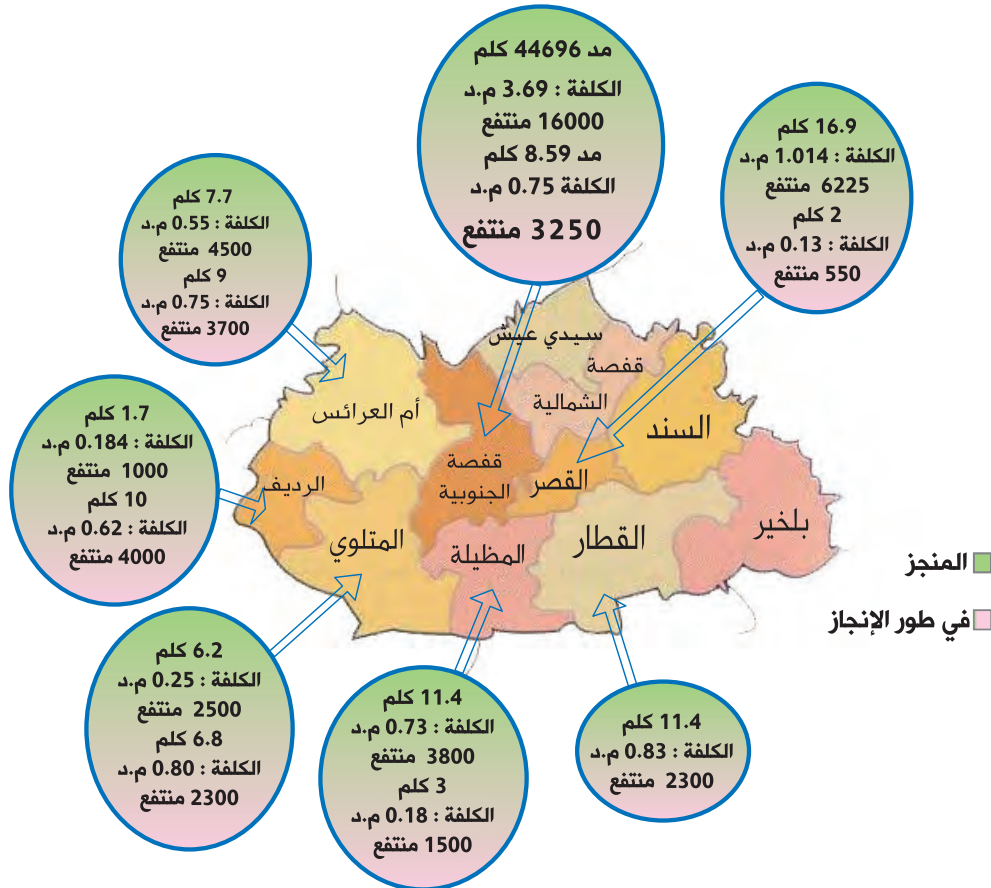 مد 44696 كلم
الكلفة : 3.69 م.د
16000 منتفع
مد 8.59 كلم
الكلفة 0.75 م.د
3250 منتفع
16.9 كلم
الكلفة : 1.014 م.د
6225 منتفع
2 كلم
الكلفة : 0.13 م.د
550 منتفع
7.7 كلم
الكلفة : 0.55 م.د
4500 منتفع
9 كلم
الكلفة : 0.75 م.د
3700 منتفع
1.7 كلم
الكلفة : 0.184 م.د
1000 منتفع
10 كلم
الكلفة : 0.62 م.د
4000 منتفع
سيدي عيش
قفصة
الشمالية
السند
أم العرائس
قفصة
الجنوبية
القصر
الرديف
المتلوي
المظيلة
القطار
بلخير
المنجز
في طور الإنجاز
6.2 كلم
الكلفة : 0.25 م.د
2500 منتفع
6.8 كلم
الكلفة : 0.80 م.د
2300 منتفع
11.4 كلم
الكلفة : 0.73 م.د
3800 منتفع
3 كلم
الكلفة : 0.18 م.د
1500 منتفع
11.4 كلم
الكلفة : 0.83 م.د
2300 منتفع